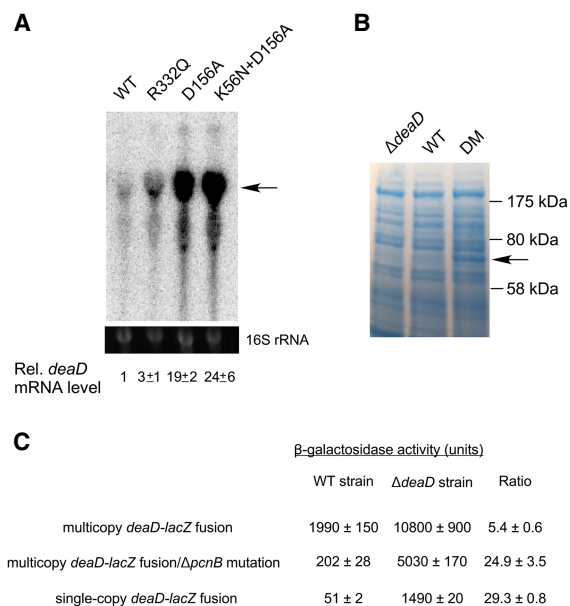 A
WT R332Q D156A K56N+D156A
16S rRNA
Rel. deaD
mRNA level
1 3±1 19±2 24±6
B
ΔdeaD WT DM
175 kDa
80 kDa
58 kDa
C
β-galactosidase activity (units)
WT strain ΔdeaD strain Ratio
multicopy deaD-lacZ fusion 1990 ± 150 10800 ± 900 5.4 ± 0.6
multicopy deaD-lacZ fusion/ΔpcnB mutation 202 ± 28 5030 ± 170 24.9 ± 3.5
single-copy deaD-lacZ fusion 51 ± 2 1490 ± 20 29.3 ± 0.8